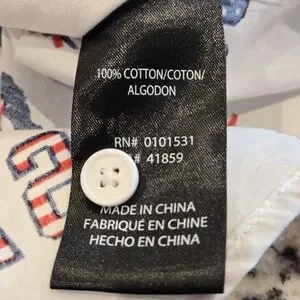 100% COTTON/COTON/
ALGODON
RN# 0101531
# 41859
MADE IN CHINA
FABRIQUÉ EN CHINE
HECHO EN CHINA